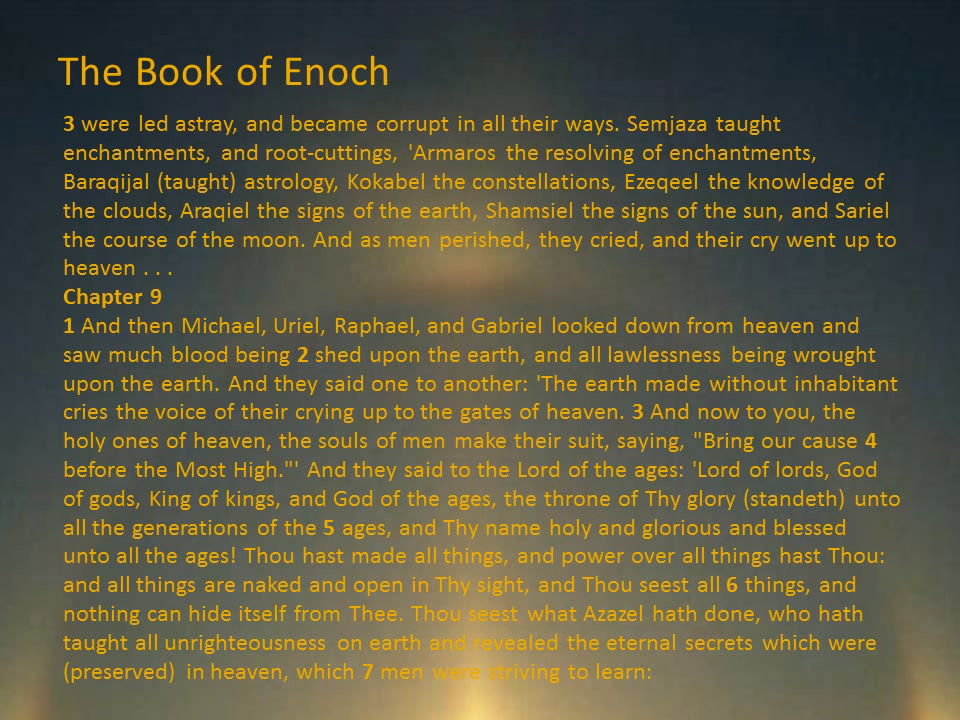 The Book of Enoch
3 were led astray, and became corrupt in all their ways. Semjaza taught
enchantments, and root-cuttings, 'Armaros the resolving of enchantments,
Baraqijal (taught) astrology, Kokabel the constellations, Ezeqeel the knowledge of
the clouds, Araqiel the signs of the earth, Shamsiel the signs of the sun, and Sariel
the course of the moon. And as men perished, they cried, and their cry went up to
heaven . . .
Chapter 9
1 And then Michael, Uriel, Raphael, and Gabriel looked down from heaven and
saw much blood being 2 shed upon the earth, and all lawlessness being wrought
upon the earth. And they said one to another: 'The earth made without inhabitant
cries the voice of their crying up to the gates of heaven. 3 And now to you, the
holy ones of heaven, the souls of men make their suit, saying, "Bring our cause 4
before the Most High."' And they said to the Lord of the ages: 'Lord of lords, God
of gods, King of kings, and God of the ages, the throne of Thy glory (standeth) unto
all the generations of the 5 ages, and Thy name holy and glorious and blessed
unto all the ages! Thou hast made all things, and power over all things hast Thou:
and all things are naked and open in Thy sight, and Thou seest all 6 things, and
nothing can hide itself from Thee. Thou seest what Azazel hath done, who hath
taught all unrighteousness on earth and revealed the eternal secrets which were
(preserved) in heaven, which 7 men were striving to learn: